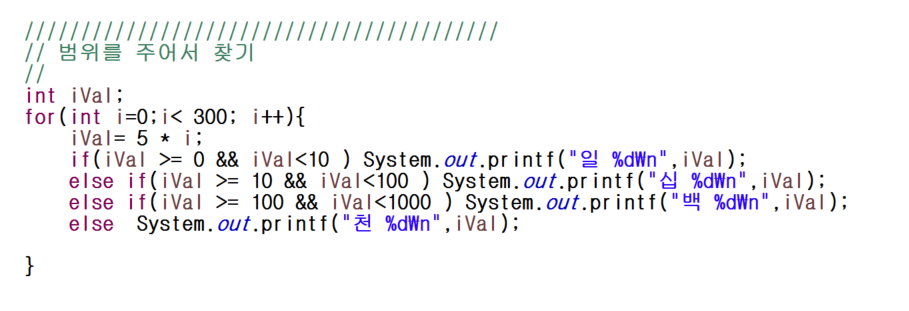 //////////////////////////////////////////
// 범위를 주어서 찾기
//
int iVal;
for(int i=0;i< 300; i++){
    iVal= 5 * i;
    if(iVal >= 0 && iVal<10 ) System.out.printf("일 %d₩n",iVal);
    else if(iVal >= 10 && iVal<100 ) System.out.printf("십 %d₩n",iVal);
    else if(iVal >= 100 && iVal<1000 ) System.out.printf("백 %d₩n",iVal);
    else  System.out.printf("천 %d₩n",iVal);
}